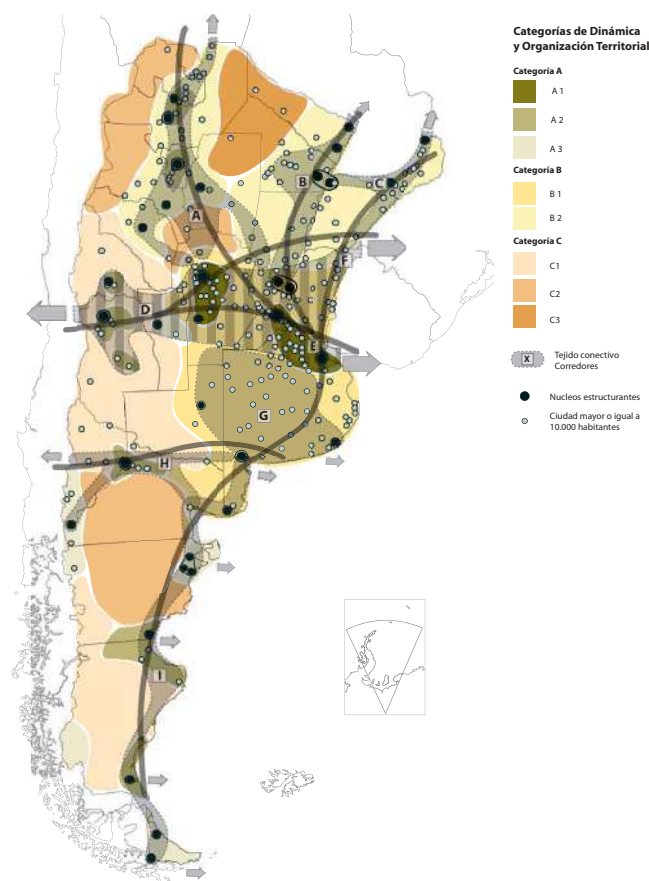 Categorías de Dinámica
y Organización Territorial
Categoría A
A 1
A 2
A 3
Categoría B
B 1
B 2
Categoría C
C1
C2
C3
X
Tejido conectivo
Corredores
Nucleos estructurantes
Ciudad mayor o igual a
10.000 habitantes
B
C
A
F
D
E
G
H
I